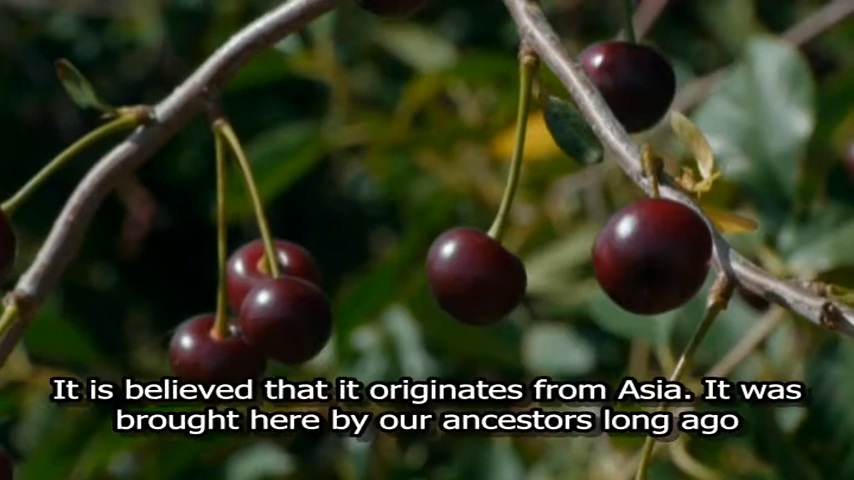 It is believed that it originates from Asia. It was
brought here by our ancestors long ago